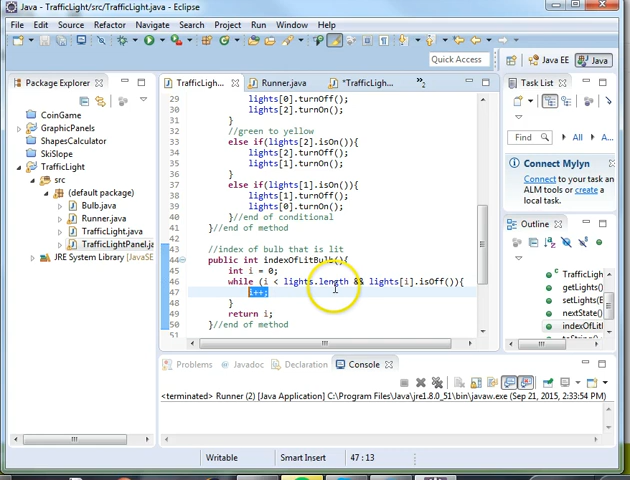 Java - TrafficLight/src/TrafficLight.java - Eclipse
File Edit Source Refactor Navigate Search Project Run Window Help
Quick Access
Java EE
Java
Package Explorer
CoinGame
GraphicPanels
ShapesCalculator
SkiSlope
TrafficLight
src
(default package)
Bulb.java
Runner.java
TrafficLight.java
TrafficLightPanel.ja
JRE System Library [JavaSE
TrafficLigh...
Runner.java
*TrafficLigh...
»2
29 lights[0].turnOff();
30 lights[2].turnOn();
31 }
32 //green to yellow
33 else if(lights[2].isOn()){
34 lights[2].turnOff();
35 lights[1].turnOn();
36 }
37 else if(lights[1].isOn()){
38 lights[1].turnOff();
39 lights[0].turnOn();
40 }//end of conditional
41 }//end of method
42
43 //index of bulb that is lit
44 public int indexOfLitBulb(){
45 int i = 0;
46 while (i < lights.length && lights[i].isOff()){
47 i++;
48 }
49 return i;
50 }//end of method
51
Task List
Find
All
Connect Mylyn
Connect to your task and
ALM tools or create a
local task.
Outline
TrafficLigh
getLights(
setLights(B
nextState(
indexOfLit
toString()
Problems
Javadoc
Declaration
Console
<terminated> Runner (2) [Java Application] C:\Program Files\Java\jre1.8.0_51\bin\javaw.exe (Sep 21, 2015, 2:33:54 PM)
Writable
Smart Insert
47 : 13